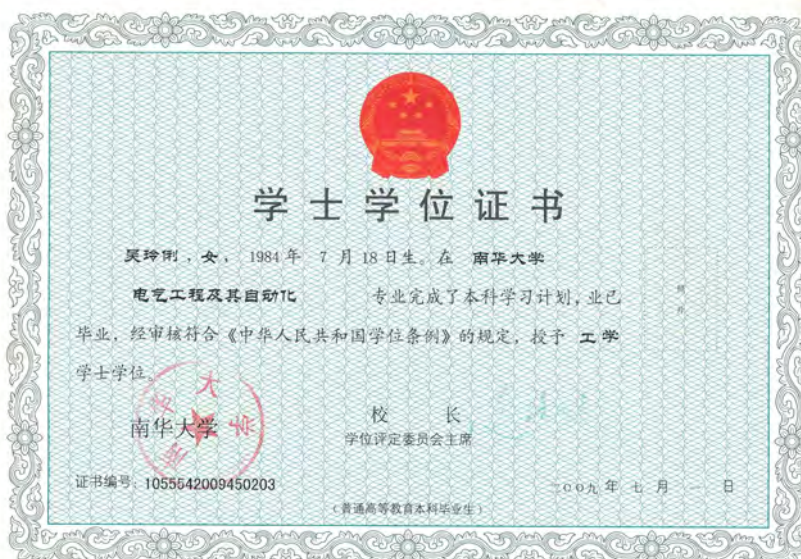 学士学位证书
吴玲俐，女，1984年 7月18日生。在 南华大学
电气工程及其自动化 专业完成了本科学习计划，业已
毕业，经审核符合《中华人民共和国学位条例》的规定，授予 工学
学士学位。
南华大学
南华大学
校 长
学位评定委员会主席
证书编号：1055542009450203
二〇〇九年七月 日
（普通高等教育本科毕业生）